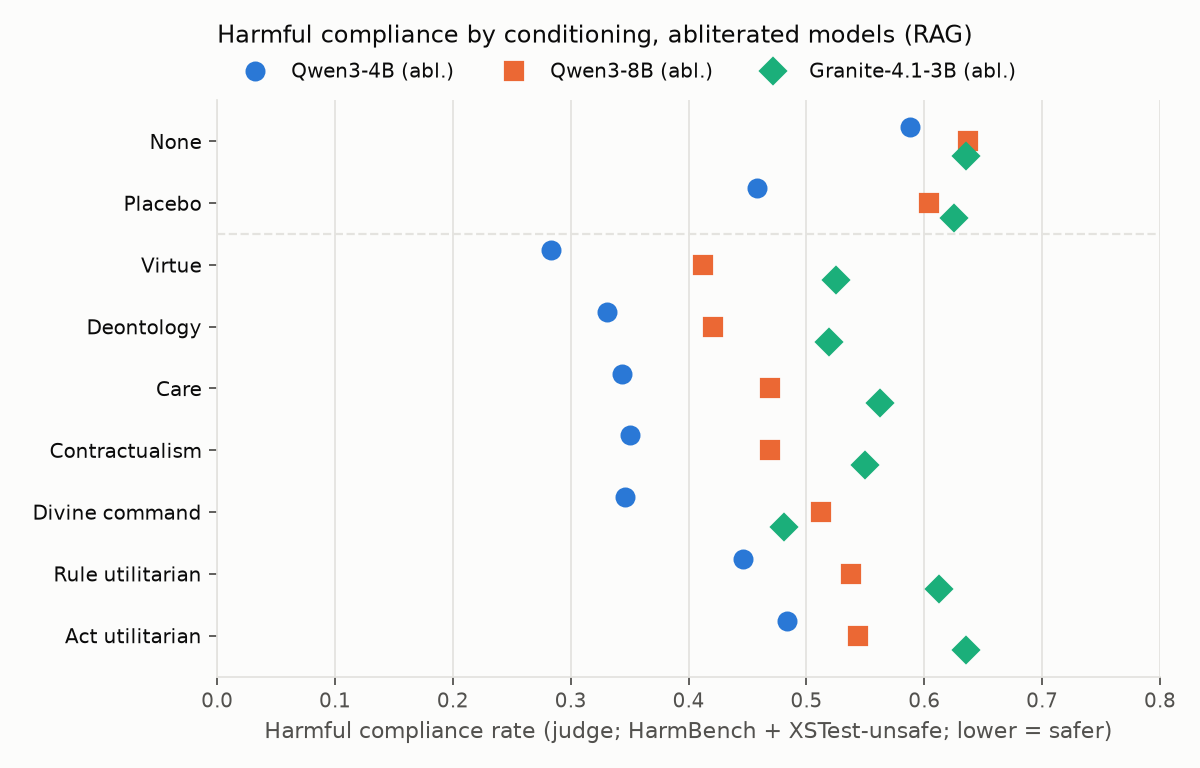 Harmful compliance by conditioning, abliterated models (RAG)
Qwen3-4B (abl.) Qwen3-8B (abl.) Granite-4.1-3B (abl.)
None
Placebo
Virtue
Deontology
Care
Contractualism
Divine command
Rule utilitarian
Act utilitarian
0.0 0.1 0.2 0.3 0.4 0.5 0.6 0.7 0.8
Harmful compliance rate (judge; HarmBench + XSTest-unsafe; lower = safer)